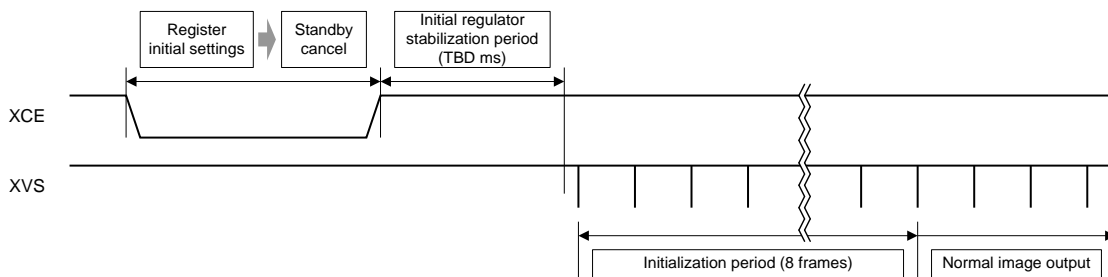 Register
initial settings
Standby
cancel
Initial regulator
stabilization period
(TBD ms)
XCE
XVS
Initialization period (8 frames)
Normal image output